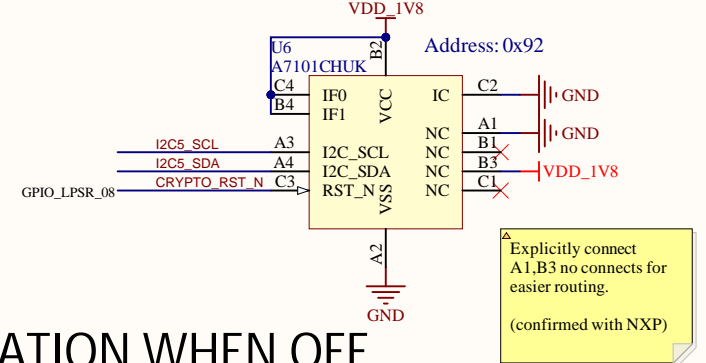 VDD_1V8
U6
A7101CHUK
Address: 0x92
B2
C4
IF0
VCC
IC
C2
GND
B4
IF1
NC
A1
GND
I2C5_SCL
A3
I2C_SCL
NC
B1
I2C5_SDA
A4
I2C_SDA
NC
B3
VDD_1V8
GPIO_LPSR_08
CRYPTO_RST_N
C3
RST_N
VSS
NC
C1
A2
GND
Explicitly connect
A1,B3 no connects for
easier routing.
(confirmed with NXP)
ATION WHEN OFF